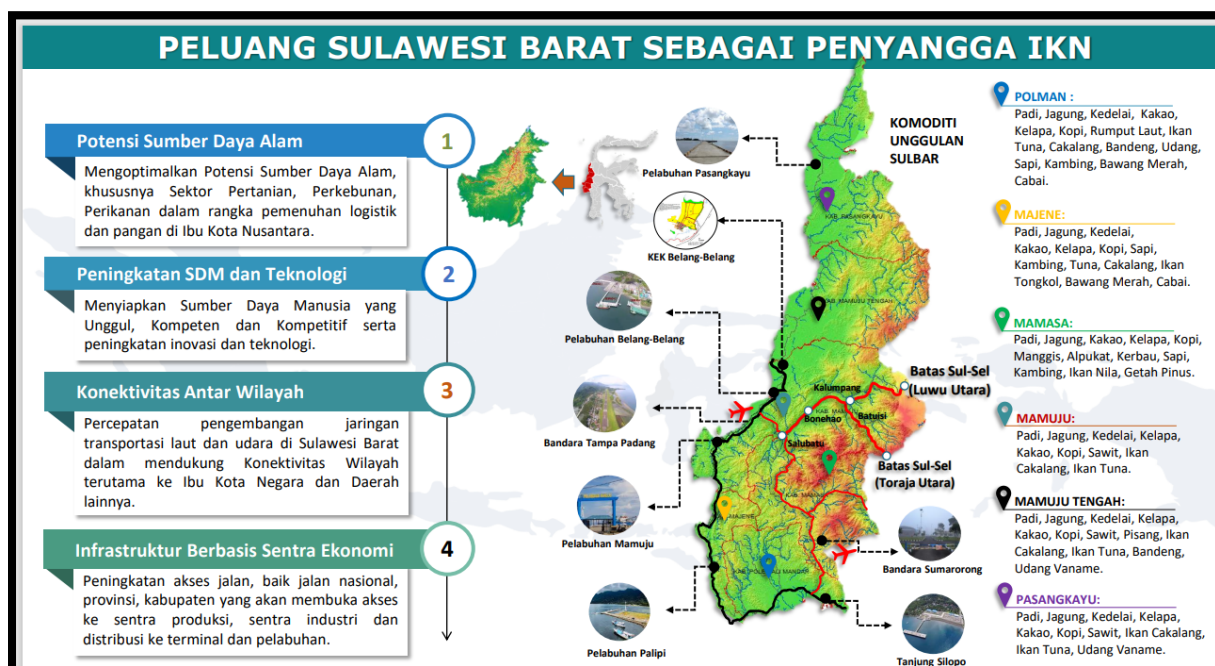 PELUANG SULAWESI BARAT SEBAGAI PENYANGGA IKN
Potensi Sumber Daya Alam
1
Mengoptimalkan Potensi Sumber Daya Alam,
khususnya Sektor Pertanian, Perkebunan,
Perikanan dalam rangka pemenuhan logistik
dan pangan di Ibu Kota Nusantara.
Peningkatan SDM dan Teknologi
2
Menyiapkan Sumber Daya Manusia yang
Unggul, Kompeten dan Kompetitif serta
peningkatan inovasi dan teknologi.
Konektivitas Antar Wilayah
3
Percepatan pengembangan jaringan
transportasi laut dan udara di Sulawesi Barat
dalam mendukung Konektivitas Wilayah
terutama ke Ibu Kota Negara dan Daerah
lainnya.
Infrastruktur Berbasis Sentra Ekonomi
4
Peningkatan akses jalan, baik jalan nasional,
provinsi, kabupaten yang akan membuka akses
ke sentra produksi, sentra industri dan
distribusi ke terminal dan pelabuhan.
Pelabuhan Pasangkayu
KEK Belang-Belang
Pelabuhan Belang-Belang
Bandara Tampa Padang
Pelabuhan Mamuju
Pelabuhan Palipi
KOMODITI
UNGGULAN
SULBAR
KAB. PASANGKAYU
KAB. MAMUJU TENGAH
Kalumpang
Bonehao
Batuisi
Salubatu
Batas Sul-Sel
(Luwu Utara)
Batas Sul-Sel
(Toraja Utara)
MAJENE
Bandara Sumarorong
Tanjung Silopo
POLMAN :
Padi, Jagung, Kedelai, Kakao,
Kelapa, Kopi, Rumput Laut, Ikan
Tuna, Cakalang, Bandeng, Udang,
Sapi, Kambing, Bawang Merah,
Cabai.
MAJENE:
Padi, Jagung, Kedelai,
Kakao, Kelapa, Kopi, Sapi,
Kambing, Tuna, Cakalang, Ikan
Tongkol, Bawang Merah, Cabai.
MAMASA:
Padi, Jagung, Kakao, Kelapa, Kopi,
Manggis, Alpukat, Kerbau, Sapi,
Kambing, Ikan Nila, Getah Pinus.
MAMUJU:
Padi, Jagung, Kedelai, Kelapa,
Kakao, Kopi, Sawit, Ikan
Cakalang, Ikan Tuna.
MAMUJU TENGAH:
Padi, Jagung, Kedelai, Kelapa,
Kakao, Kopi, Sawit, Pisang, Ikan
Cakalang, Ikan Tuna, Bandeng,
Udang Vaname.
PASANGKAYU:
Padi, Jagung, Kedelai, Kelapa,
Kakao, Kopi, Sawit, Ikan Cakalang,
Ikan Tuna, Udang Vaname.